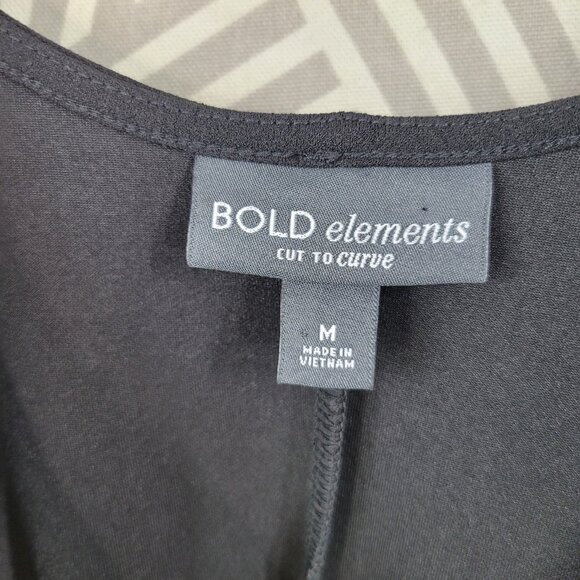 BOLD elements
CUT TO curve
M
MADE IN
VIETNAM